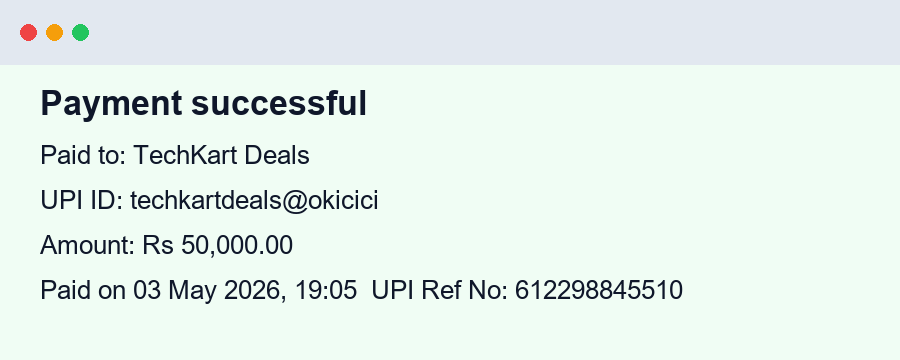 Payment successful
Paid to: TechKart Deals
UPI ID: techkartdeals@okicici
Amount: Rs 50,000.00
Paid on 03 May 2026, 19:05  UPI Ref No: 612298845510